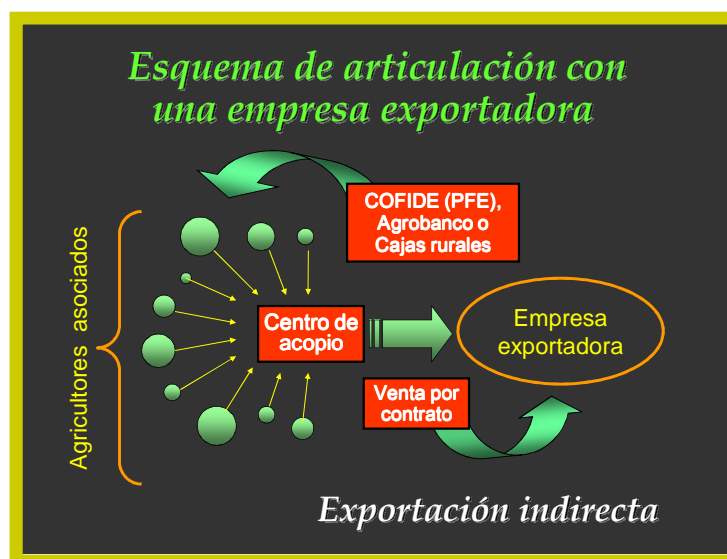 Esquema de articulación con
una empresa exportadora
COFIDE (PFE),
Agrobanco o
Cajas rurales
Agricultores asociados
Centro de
acopio
Empresa
exportadora
Venta por
contrato
Exportación indirecta